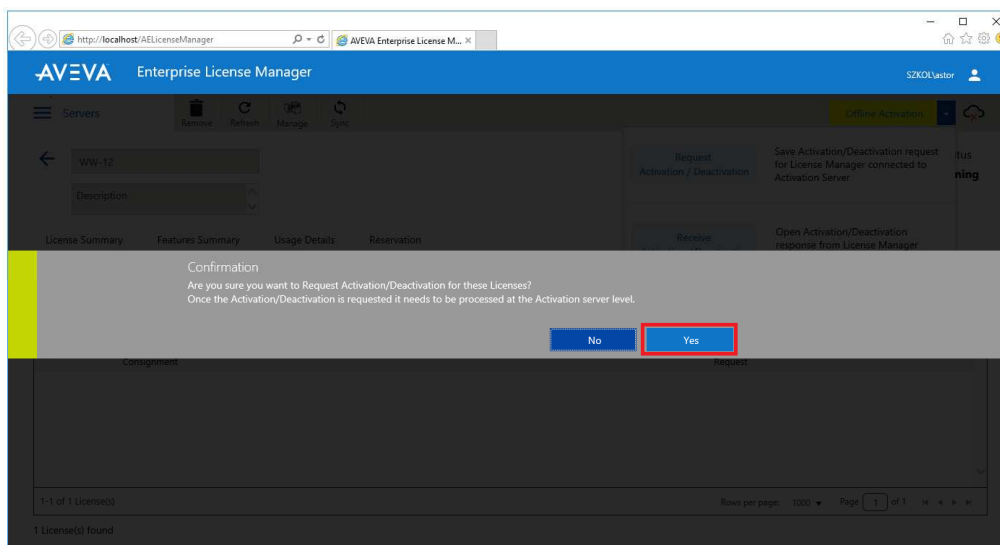 http://localhost/AELicenseManager
AVEVA Enterprise License M...
AVEVA Enterprise License Manager
SZKOL\astor
Servers
Remove Refresh Manage Sync
Offline Activation
WW-12
Description
Request
Activation / Deactivation
Save Activation/Deactivation request
for License Manager connected to
Activation Server.
tus
ning
License Summary Features Summary Usage Details Reservation
Receive
Open Activation/Deactivation
response from License Manager
Confirmation
Are you sure you want to Request Activation/Deactivation for these Licenses?
Once the Activation/Deactivation is requested it needs to be processed at the Activation server level.
No Yes
Consignment Request
1-1 of 1 License(s)
Rows per page: 1000 Page 1 of 1
1 License(s) found